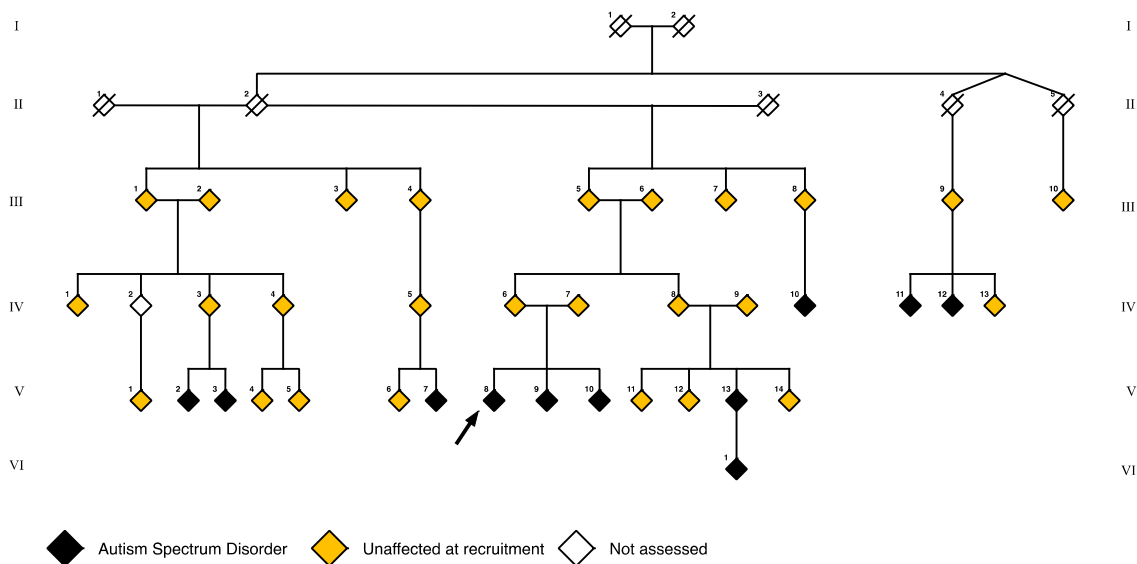 I 1 2 I
II 1 2 3 4 5 II
III 1 2 3 4 5 6 7 8 9 10 III
IV 1 2 3 4 5 6 7 8 9 10 11 12 13 IV
V 1 2 3 4 5 6 7 8 9 10 11 12 13 14 V
VI 1 VI
Autism Spectrum Disorder Unaffected at recruitment Not assessed